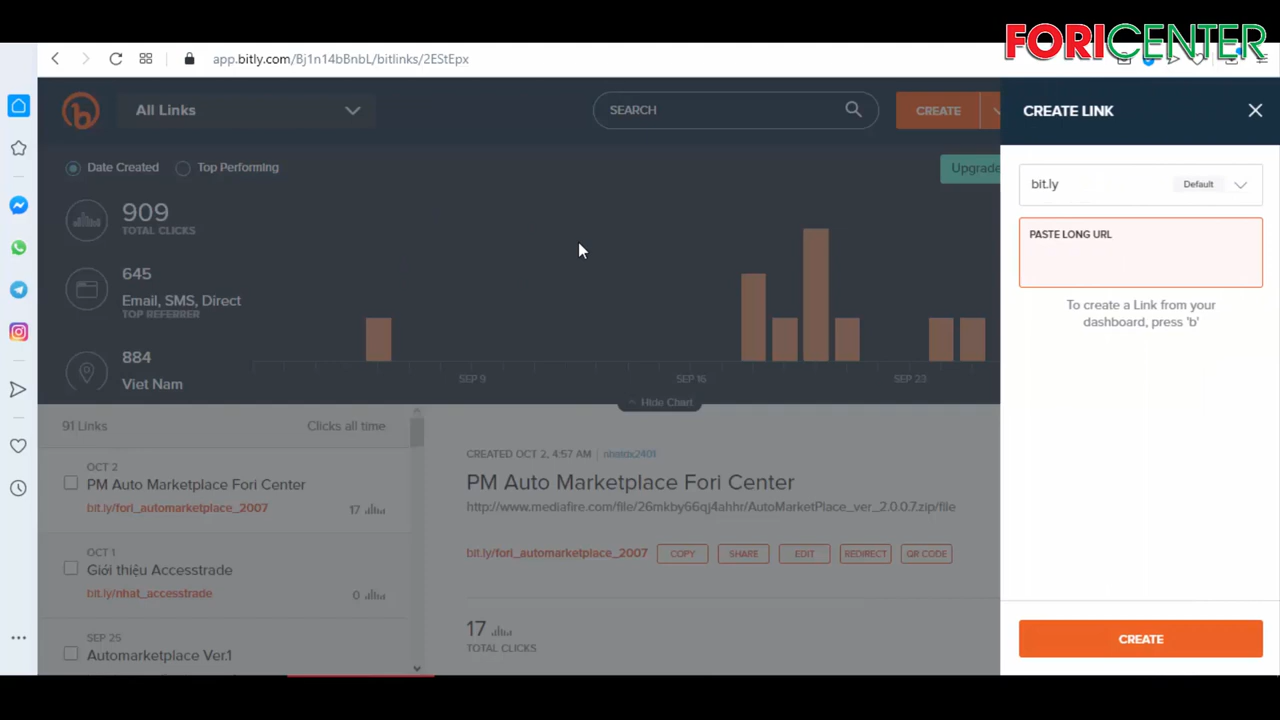 FORICENTER
app.bitly.com/Bj1n14bBnbL/bitlinks/2EStEpx
All Links
SEARCH
CREATE
CREATE LINK
Date Created
Top Performing
Upgrade
bit.ly
Default
PASTE LONG URL
To create a Link from your
dashboard, press 'b'
909
TOTAL CLICKS
645
Email, SMS, Direct
TOP REFERRER
884
Viet Nam
SEP 9
SEP 16
SEP 23
Hide Chart
91 Links
Clicks all time
OCT 2
PM Auto Marketplace Fori Center
bit.ly/fori_automarketplace_2007
17
OCT 1
Giới thiệu Accesstrade
bit.ly/nhat_accesstrade
0
SEP 25
Automarketplace Ver.1
CREATED OCT 2, 4:57 AM | nhatdx2401
PM Auto Marketplace Fori Center
http://www.mediafire.com/file/26mkby66qj4ahhr/AutoMarketPlace_ver_2.0.0.7.zip/file
bit.ly/fori_automarketplace_2007
COPY
SHARE
EDIT
REDIRECT
QR CODE
17
TOTAL CLICKS
CREATE